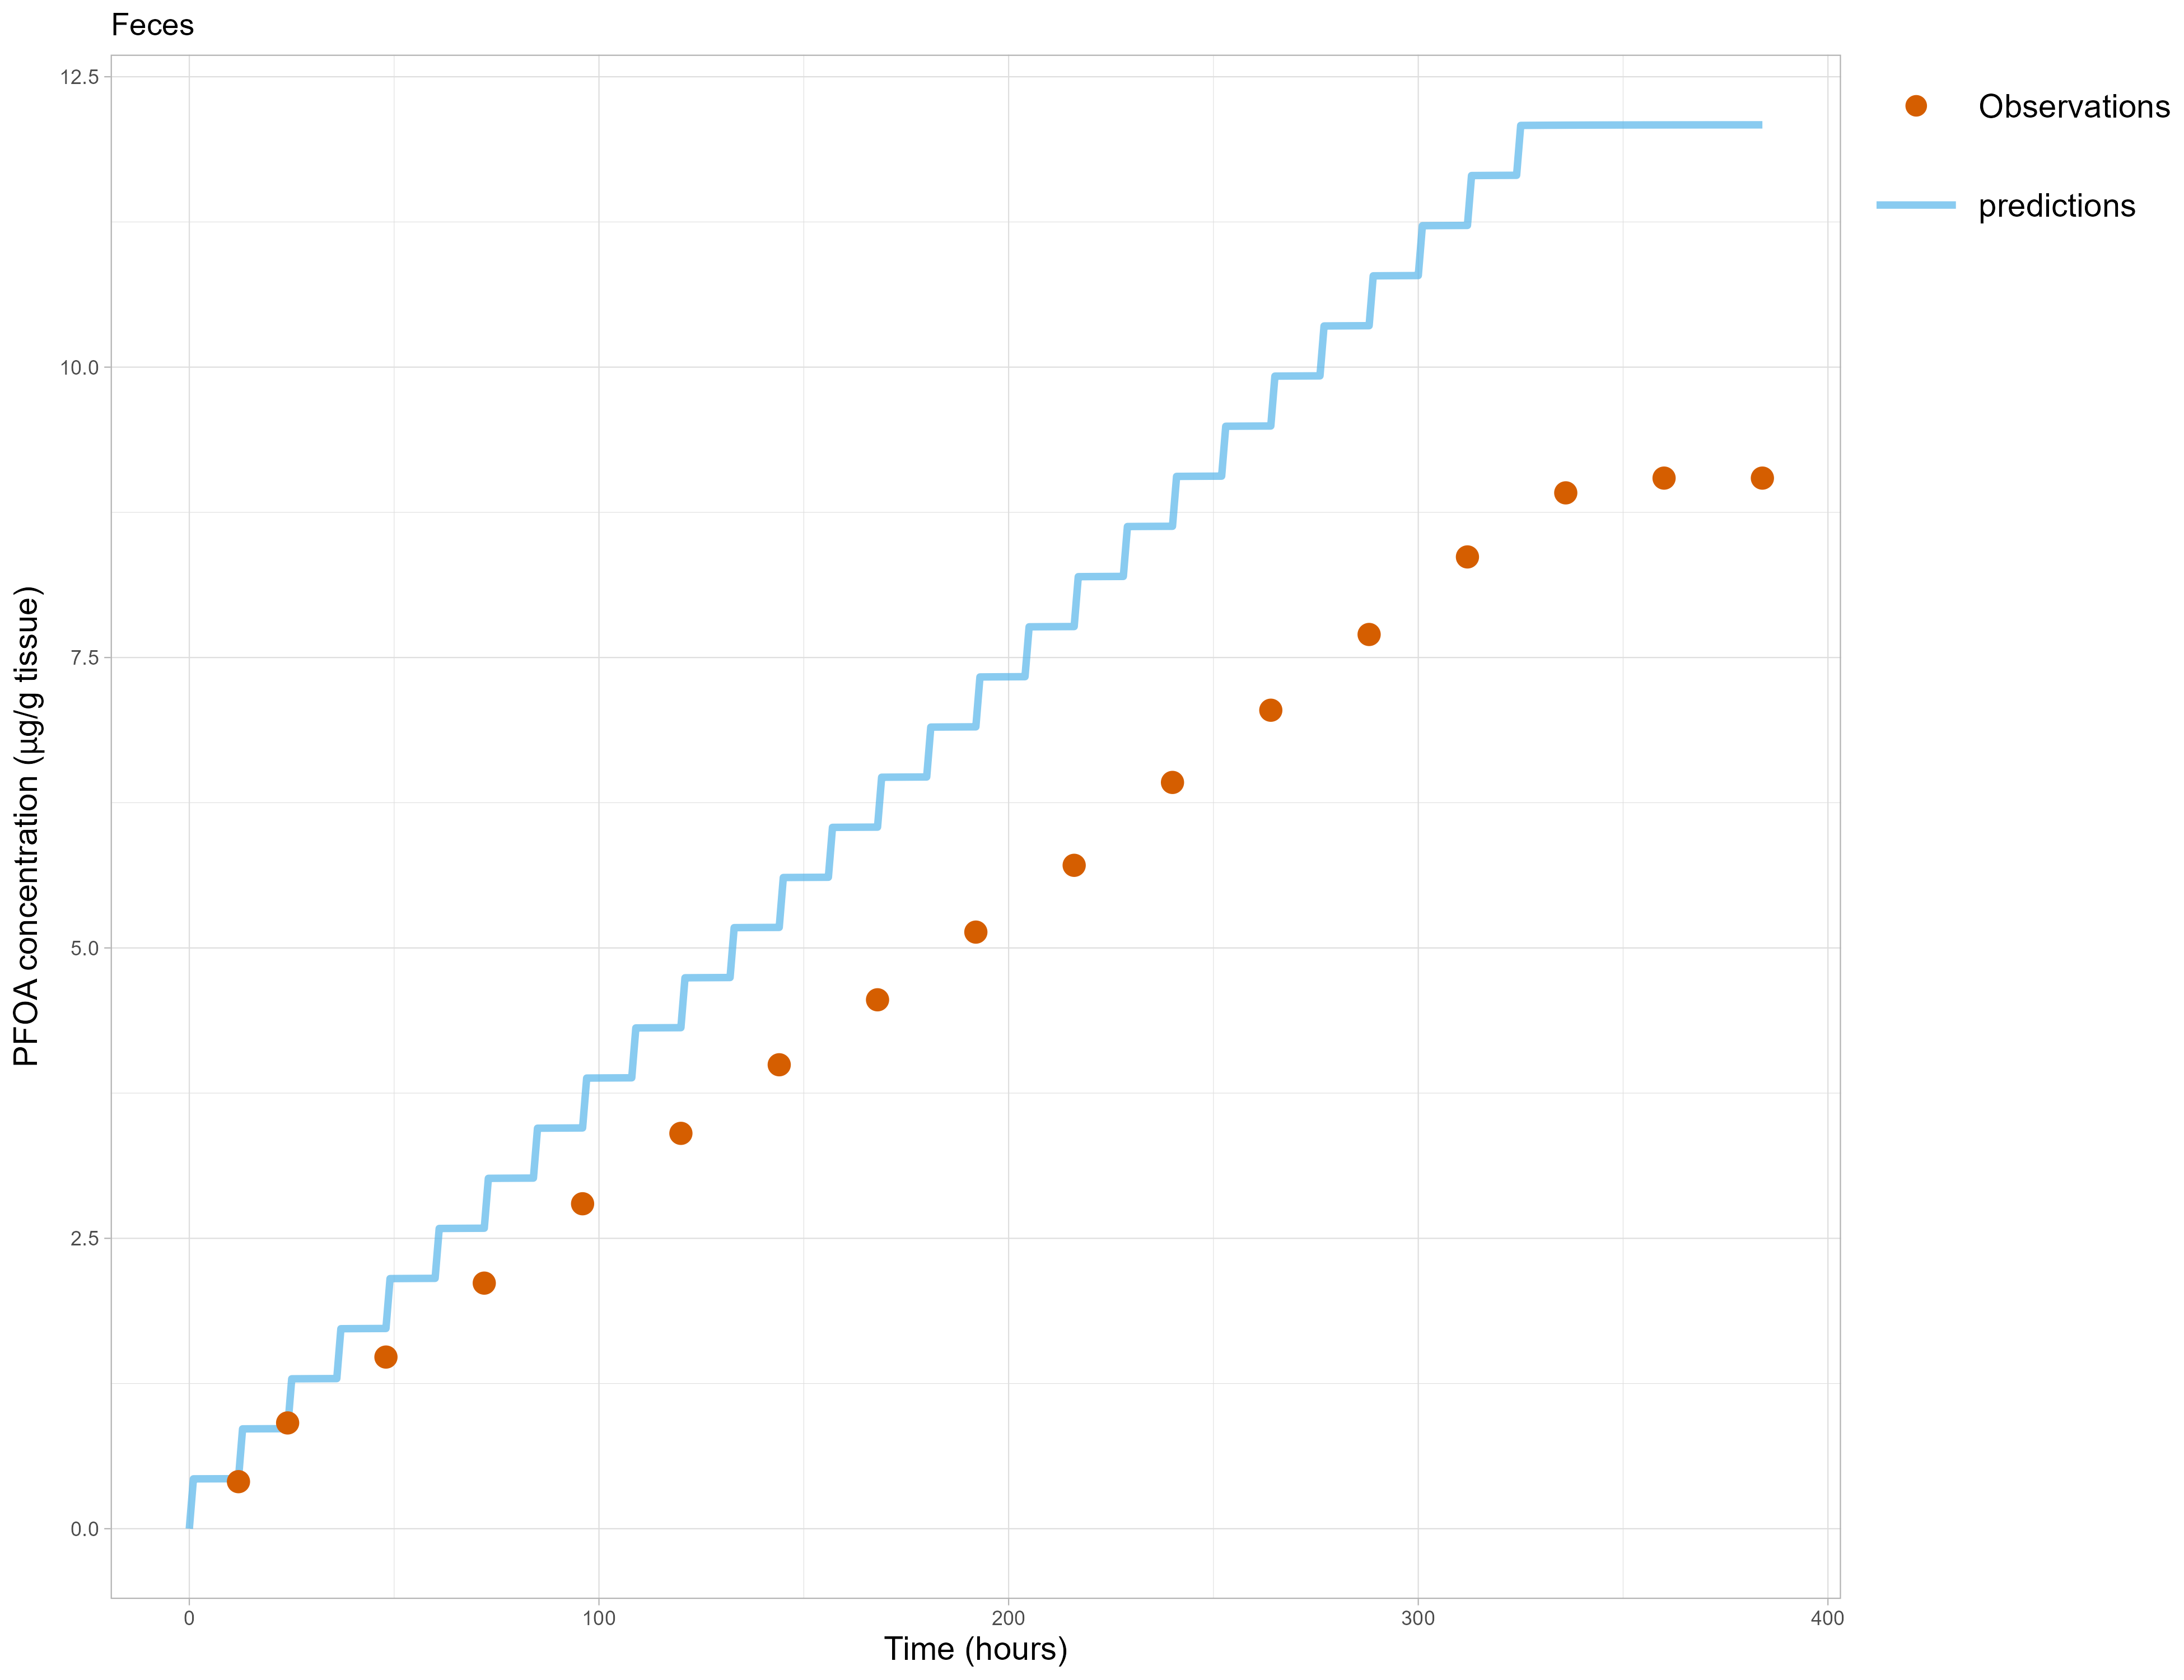 Feces
12.5
10.0
7.5
5.0
2.5
0.0
PFOA concentration (µg/g tissue)
0 100 200 300 400
Time (hours)
Observations
predictions